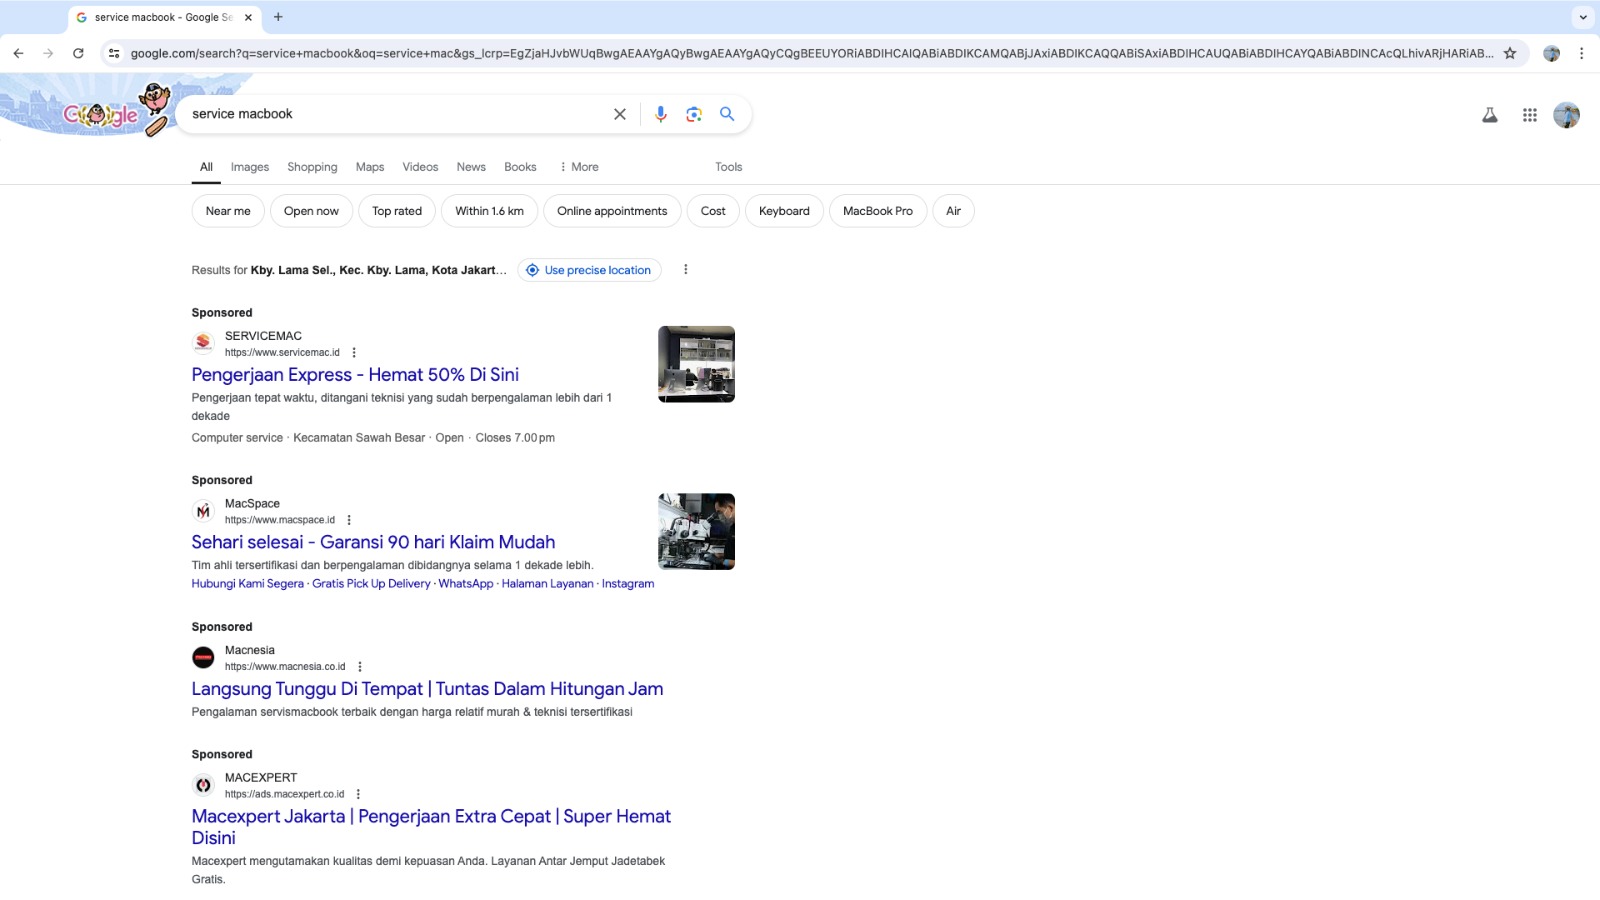 service macbook - Google Se
google.com/search?q=service+macbook&oq=service+mac&gs_lcrp=EgZjaHJvbWUqBwgAEAAYgAQyBwgAEAAYgAQyCQgBEEUYORiABDIHCAIQABiABDIKCAMQABjJAxiABDIKCAQQABiSAxiABDIHCAUQABiABDIHCAYQABiABDINCAcQLhivARjHARiAB...
Google
service macbook
All Images Shopping Maps Videos News Books More Tools
Near me Open now Top rated Within 1.6 km Online appointments Cost Keyboard MacBook Pro Air
Results for Kby. Lama Sel., Kec. Kby. Lama, Kota Jakart... Use precise location
Sponsored
SERVICEMAC
https://www.servicemac.id
Pengerjaan Express - Hemat 50% Di Sini
Pengerjaan tepat waktu, ditangani teknisi yang sudah berpengalaman lebih dari 1
dekade
Computer service · Kecamatan Sawah Besar · Open · Closes 7.00 pm
Sponsored
MacSpace
https://www.macspace.id
Sehari selesai - Garansi 90 hari Klaim Mudah
Tim ahli tersertifikasi dan berpengalaman dibidangnya selama 1 dekade lebih.
Hubungi Kami Segera · Gratis Pick Up Delivery · WhatsApp · Halaman Layanan · Instagram
Sponsored
Macnesia
https://www.macnesia.co.id
Langsung Tunggu Di Tempat | Tuntas Dalam Hitungan Jam
Pengalaman servismacbook terbaik dengan harga relatif murah & teknisi tersertifikasi
Sponsored
MACEXPERT
https://ads.macexpert.co.id
Macexpert Jakarta | Pengerjaan Extra Cepat | Super Hemat
Disini
Macexpert mengutamakan kualitas demi kepuasan Anda. Layanan Antar Jemput Jadetabek
Gratis.